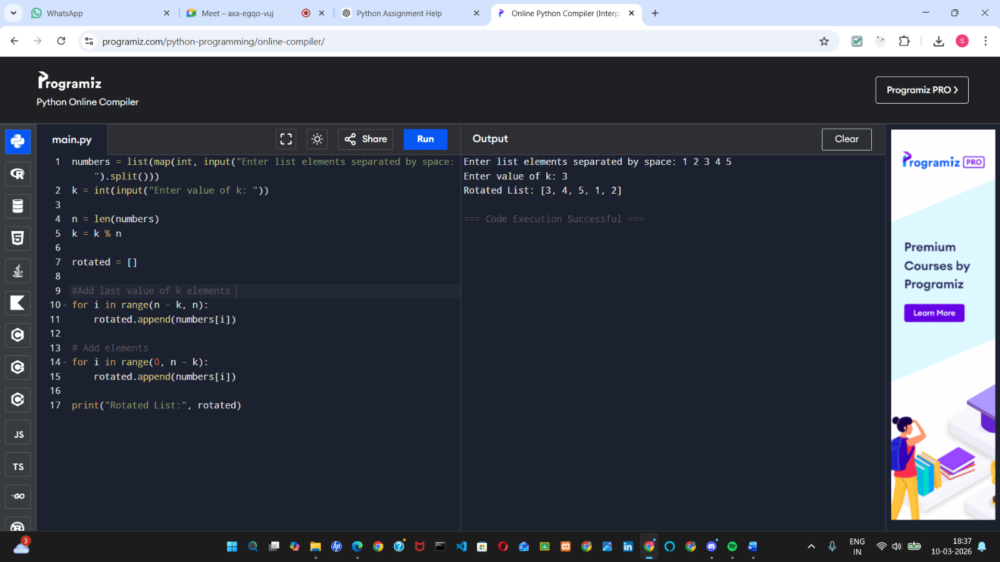 WhatsApp
Meet – axa-egqo-vuj
Python Assignment Help
Online Python Compiler (Interp
programiz.com/python-programming/online-compiler/
S
Programiz
Python Online Compiler
Programiz PRO
main.py
Share
Run
Output
Clear
1 numbers = list(map(int, input("Enter list elements separated by space:
").split()))
2 k = int(input("Enter value of k: "))
3
4 n = len(numbers)
5 k = k % n
6
7 rotated = []
8
9 #Add last value of k elements
10 for i in range(n - k, n):
11 rotated.append(numbers[i])
12
13 # Add elements
14 for i in range(0, n - k):
15 rotated.append(numbers[i])
16
17 print("Rotated List:", rotated)
Enter list elements separated by space: 1 2 3 4 5
Enter value of k: 3
Rotated List: [3, 4, 5, 1, 2]
=== Code Execution Successful ===
JS
TS
GO
Programiz PRO
Premium
Courses by
Programiz
Learn More
3
ENG
IN
18:37
10-03-2026